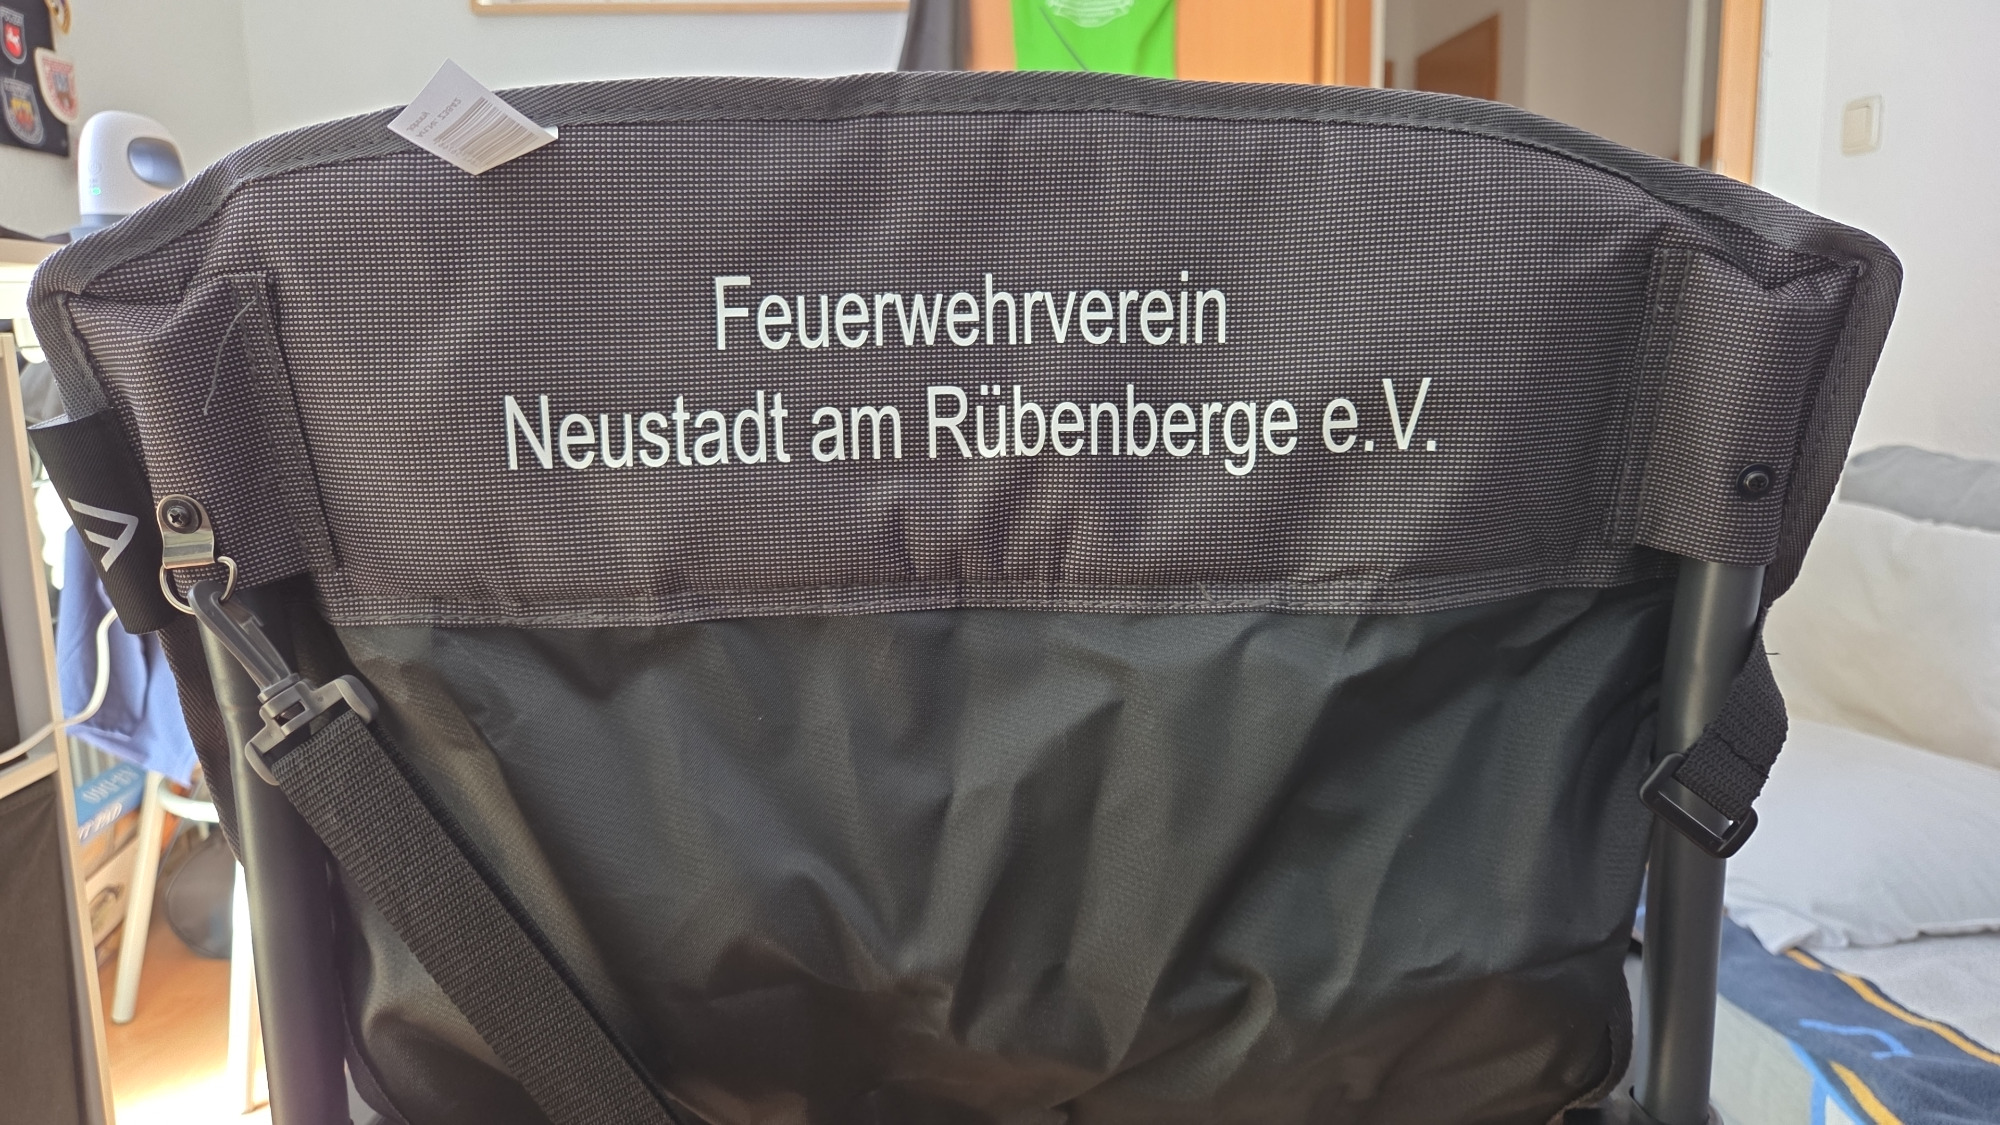 Feuerwehrverein
Neustadt am Rübenberge e.V.